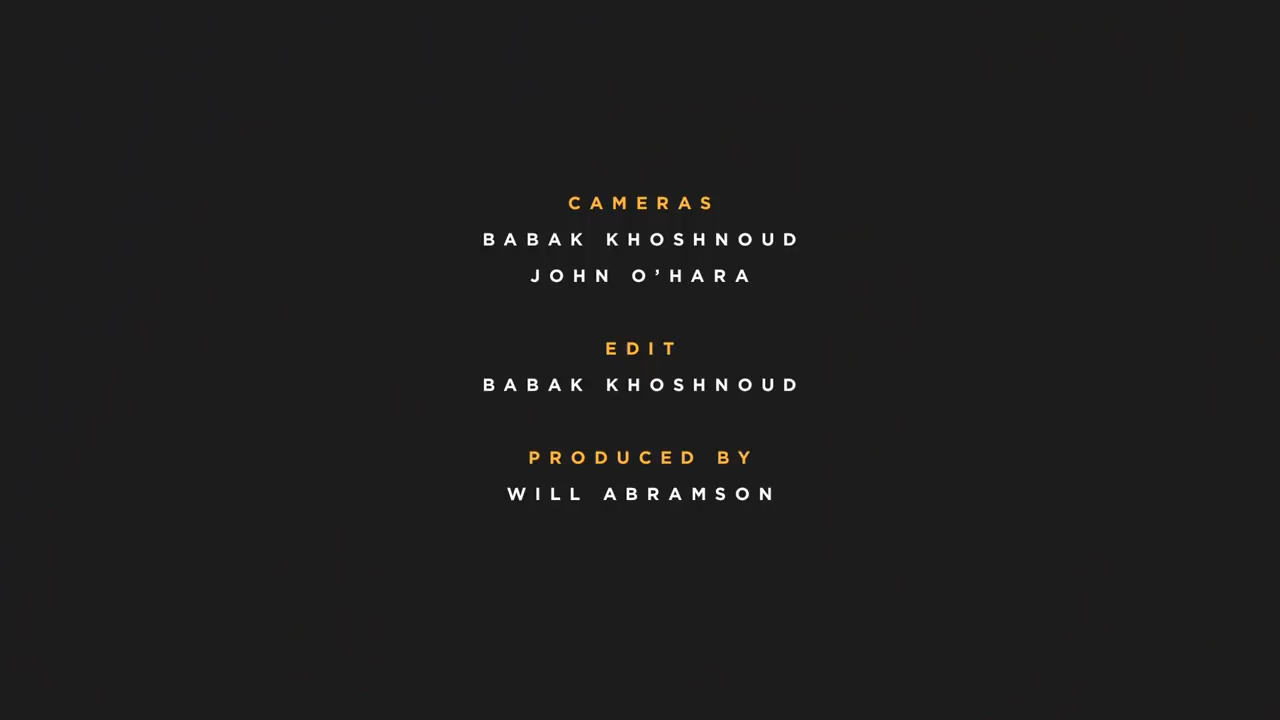 CAMERAS
BABAK KHOSHNOUD
JOHN O’HARA
EDIT
BABAK KHOSHNOUD
PRODUCED BY
WILL ABRAMSON